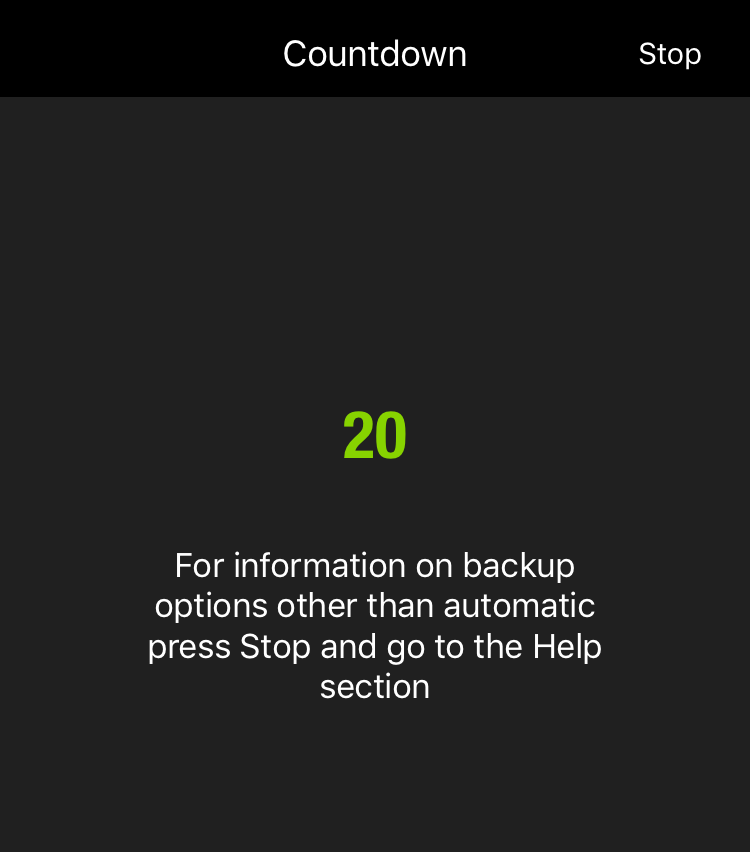 Countdown
Stop
20
For information on backup
options other than automatic
press Stop and go to the Help
section